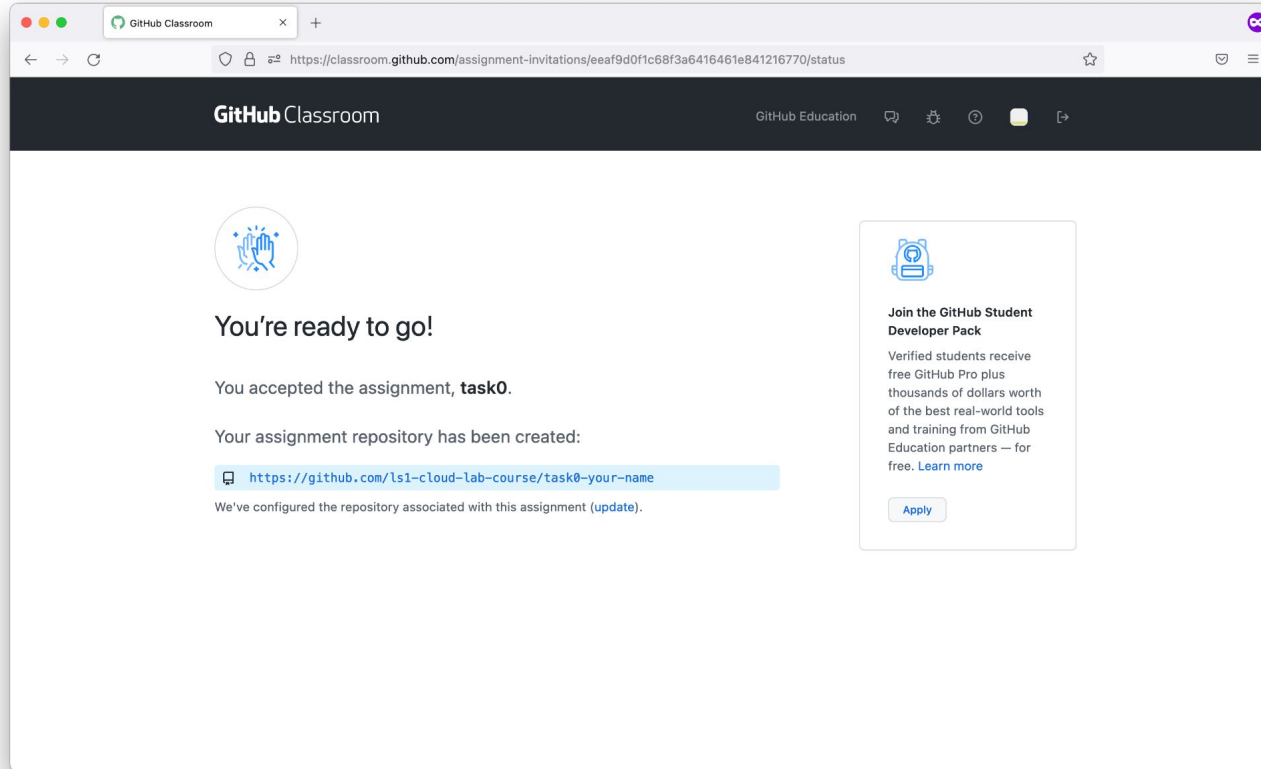 GitHub Classroom
https://classroom.github.com/assignment-invitations/eeaf9d0f1c68f3a6416461e841216770/status
GitHub Classroom
GitHub Education
You're ready to go!
You accepted the assignment, task0.
Your assignment repository has been created:
https://github.com/ls1-cloud-lab-course/task0-your-name
We've configured the repository associated with this assignment (update).
Join the GitHub Student
Developer Pack
Verified students receive
free GitHub Pro plus
thousands of dollars worth
of the best real-world tools
and training from GitHub
Education partners — for
free. Learn more
Apply